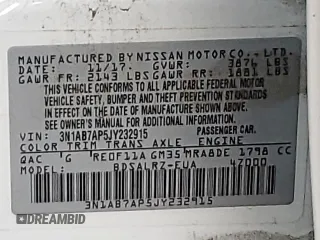 MANUFACTURED BY NISSAN MOTOR CO., LTD.
DATE: 11/17. GVWR: 3876 LBS
GAWR FR: 2143 LBS GAWR RR: 1881 LBS
THIS VEHICLE CONFORMS TO ALL APPLICABLE
FEDERAL MOTOR VEHICLE SAFETY, BUMPER AND THEFT
PREVENTION STANDARDS IN EFFECT
ON THE DATE OF MANUFACTURE SHOWN ABOVE.
SEE OWNER'S MANUAL FOR ADDITIONAL INFORMATION.
VIN: 3N1AB7AP5JY232915 PASSENGER CAR
COLOR TRIM TRANS AXLE ENGINE
QAC G RE0F11A GM35 MRA8DE 1798 CC
MODEL: BDSALRZ-EUA 47000
3N1AB7AP5JY232915
DREAMBID